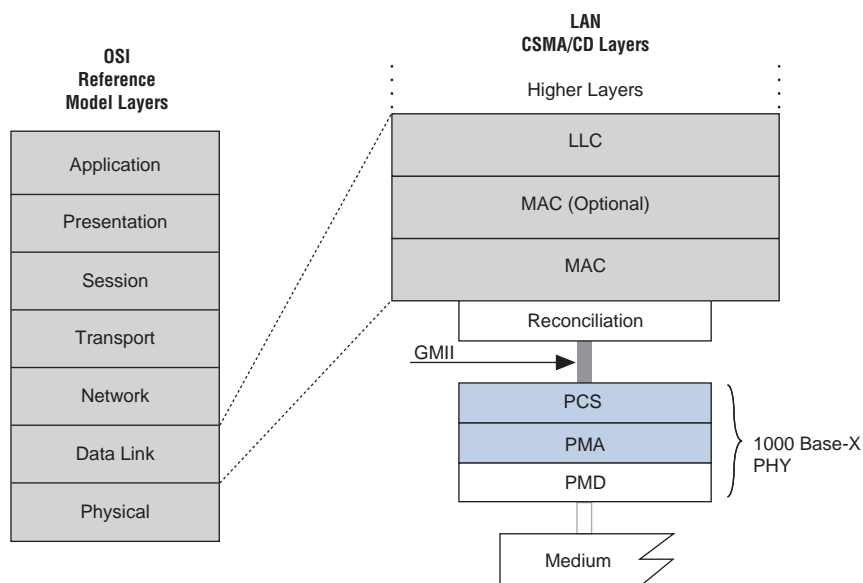 OSI
Reference
Model Layers
Application
Presentation
Session
Transport
Network
Data Link
Physical
LAN
CSMA/CD Layers
Higher Layers
LLC
MAC (Optional)
MAC
Reconciliation
GMII
PCS
PMA
PMD
1000 Base-X
PHY
Medium